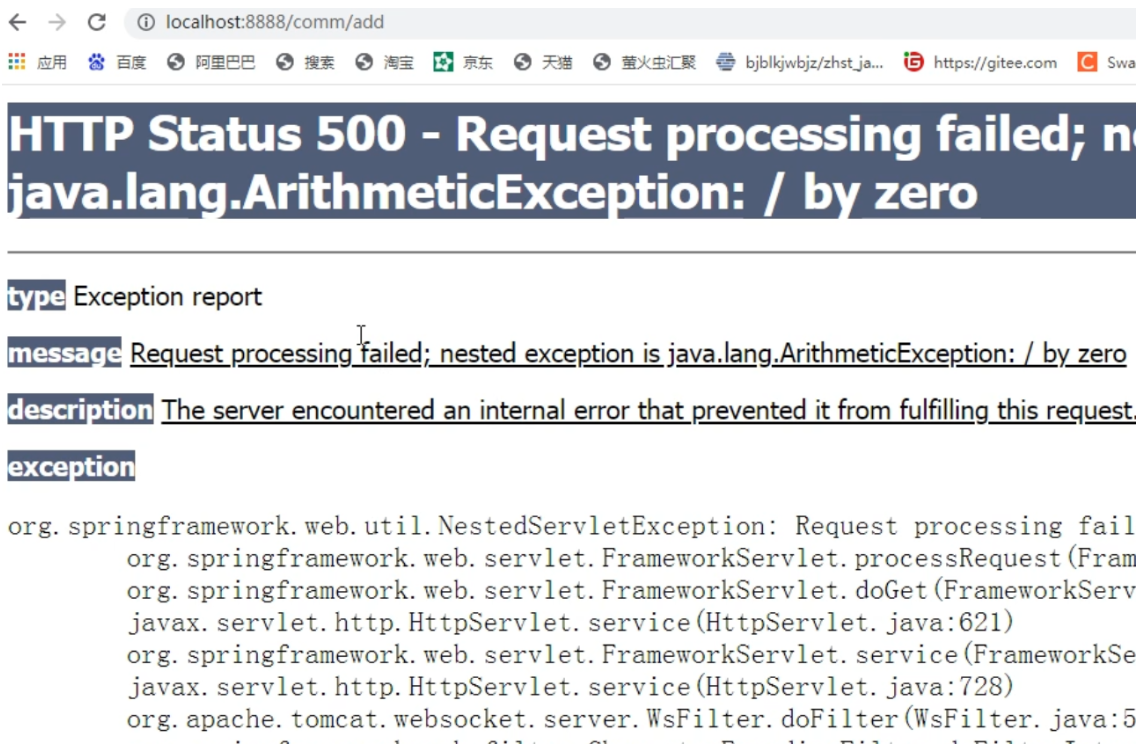 localhost:8888/comm/add
应用 百度 阿里巴巴 搜索 淘宝 京东 天猫 萤火虫汇聚 bjblkjwbjz/zhst_ja... https://gitee.com Swa
HTTP Status 500 - Request processing failed; ne
java.lang.ArithmeticException: / by zero
type Exception report
message Request processing failed; nested exception is java.lang.ArithmeticException: / by zero
description The server encountered an internal error that prevented it from fulfilling this request.
exception
org.springframework.web.util.NestedServletException: Request processing fail
org.springframework.web.servlet.FrameworkServlet.processRequest(Fram
org.springframework.web.servlet.FrameworkServlet.doGet(FrameworkServ
javax.servlet.http.HttpServlet.service(HttpServlet.java:621)
org.springframework.web.servlet.FrameworkServlet.service(FrameworkSe
javax.servlet.http.HttpServlet.service(HttpServlet.java:728)
org.apache.tomcat.websocket.server.WsFilter.doFilter(WsFilter.java:5